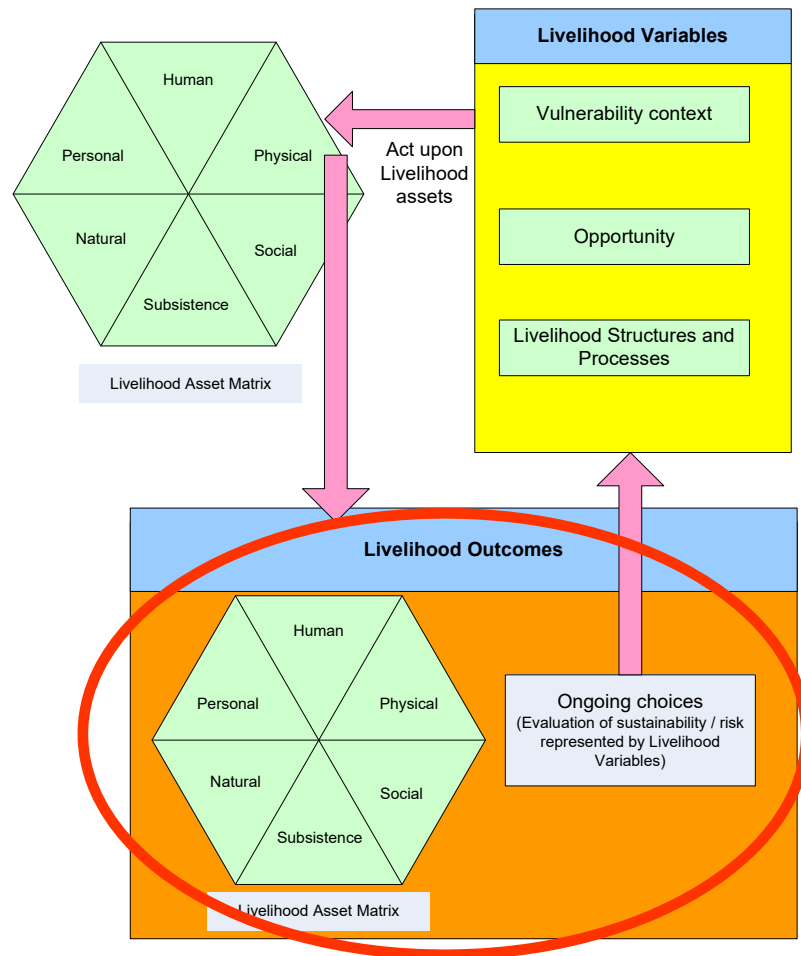 Human
Personal
Physical
Natural
Social
Subsistence
Livelihood Asset Matrix
Act upon
Livelihood
assets
Livelihood Variables
Vulnerability context
Opportunity
Livelihood Structures and
Processes
Livelihood Outcomes
Human
Personal
Physical
Natural
Social
Subsistence
Livelihood Asset Matrix
Ongoing choices
(Evaluation of sustainability / risk
represented by Livelihood
Variables)